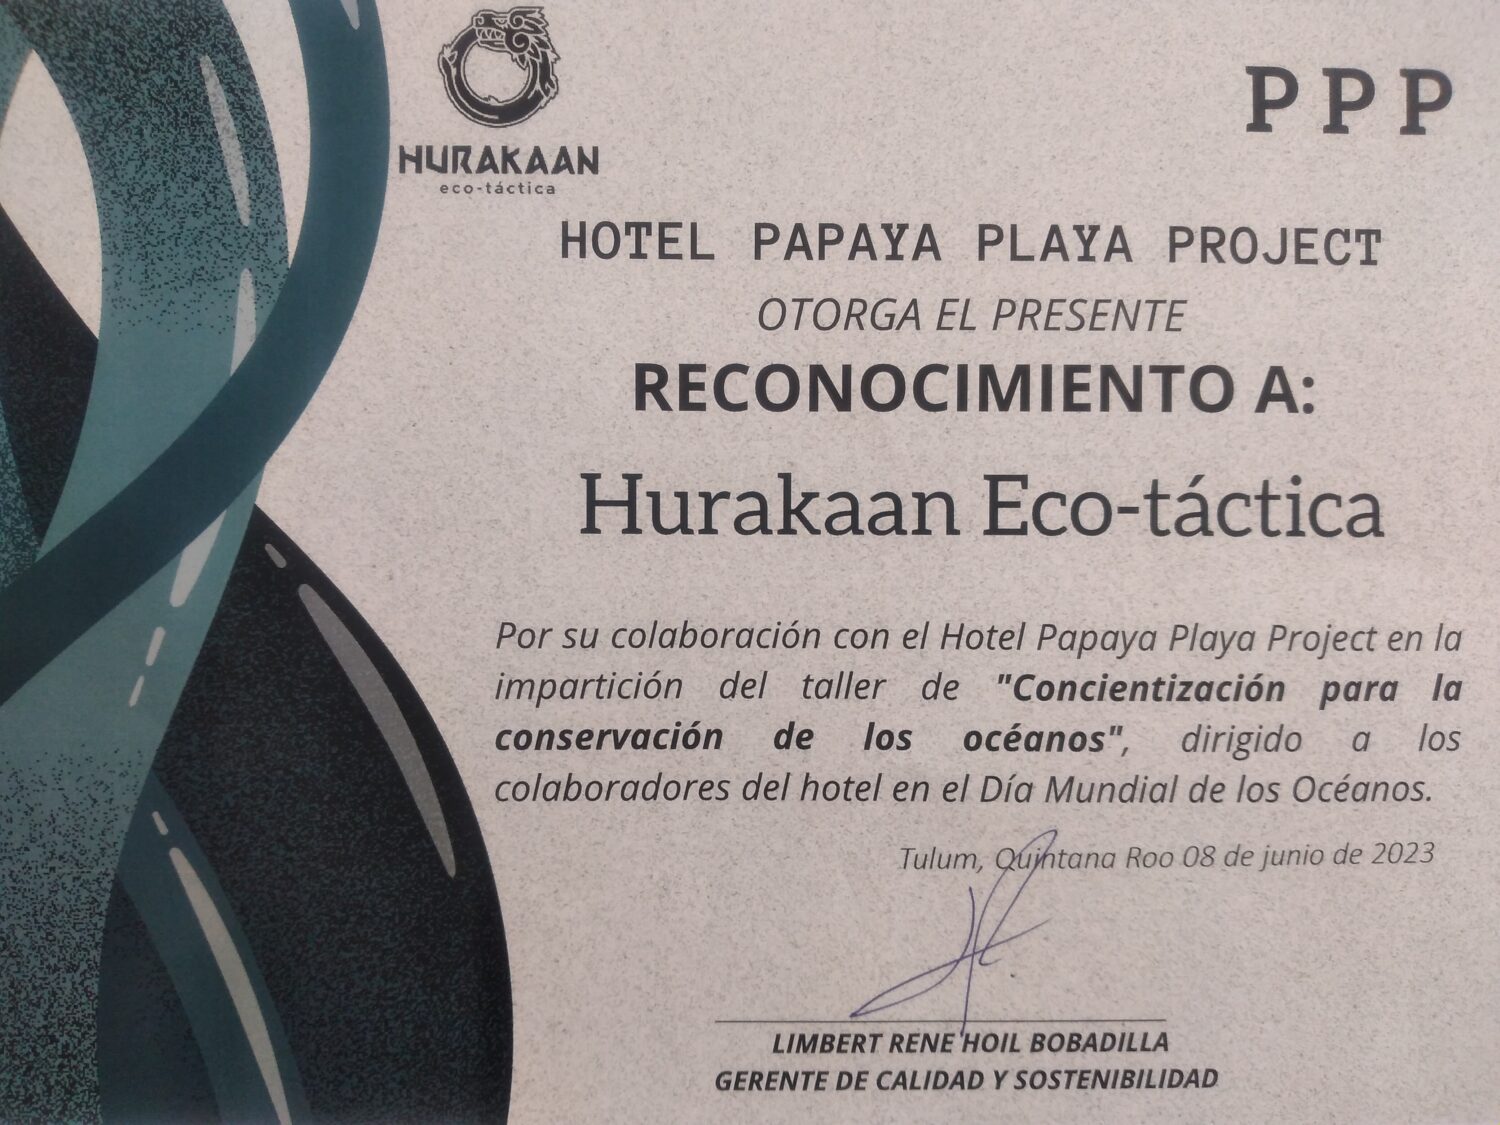 HURAKAAN
eco-táctica
PPP
HOTEL PAPAYA PLAYA PROJECT
OTORGA EL PRESENTE
RECONOCIMIENTO A:
Hurakaan Eco-táctica
Por su colaboración con el Hotel Papaya Playa Project en la
impartición del taller de "Concientización para la
conservación de los océanos", dirigido a los
colaboradores del hotel en el Día Mundial de los Océanos.
Tulum, Quintana Roo 08 de junio de 2023
LIMBERT RENE HOIL BOBADILLA
GERENTE DE CALIDAD Y SOSTENIBILIDAD